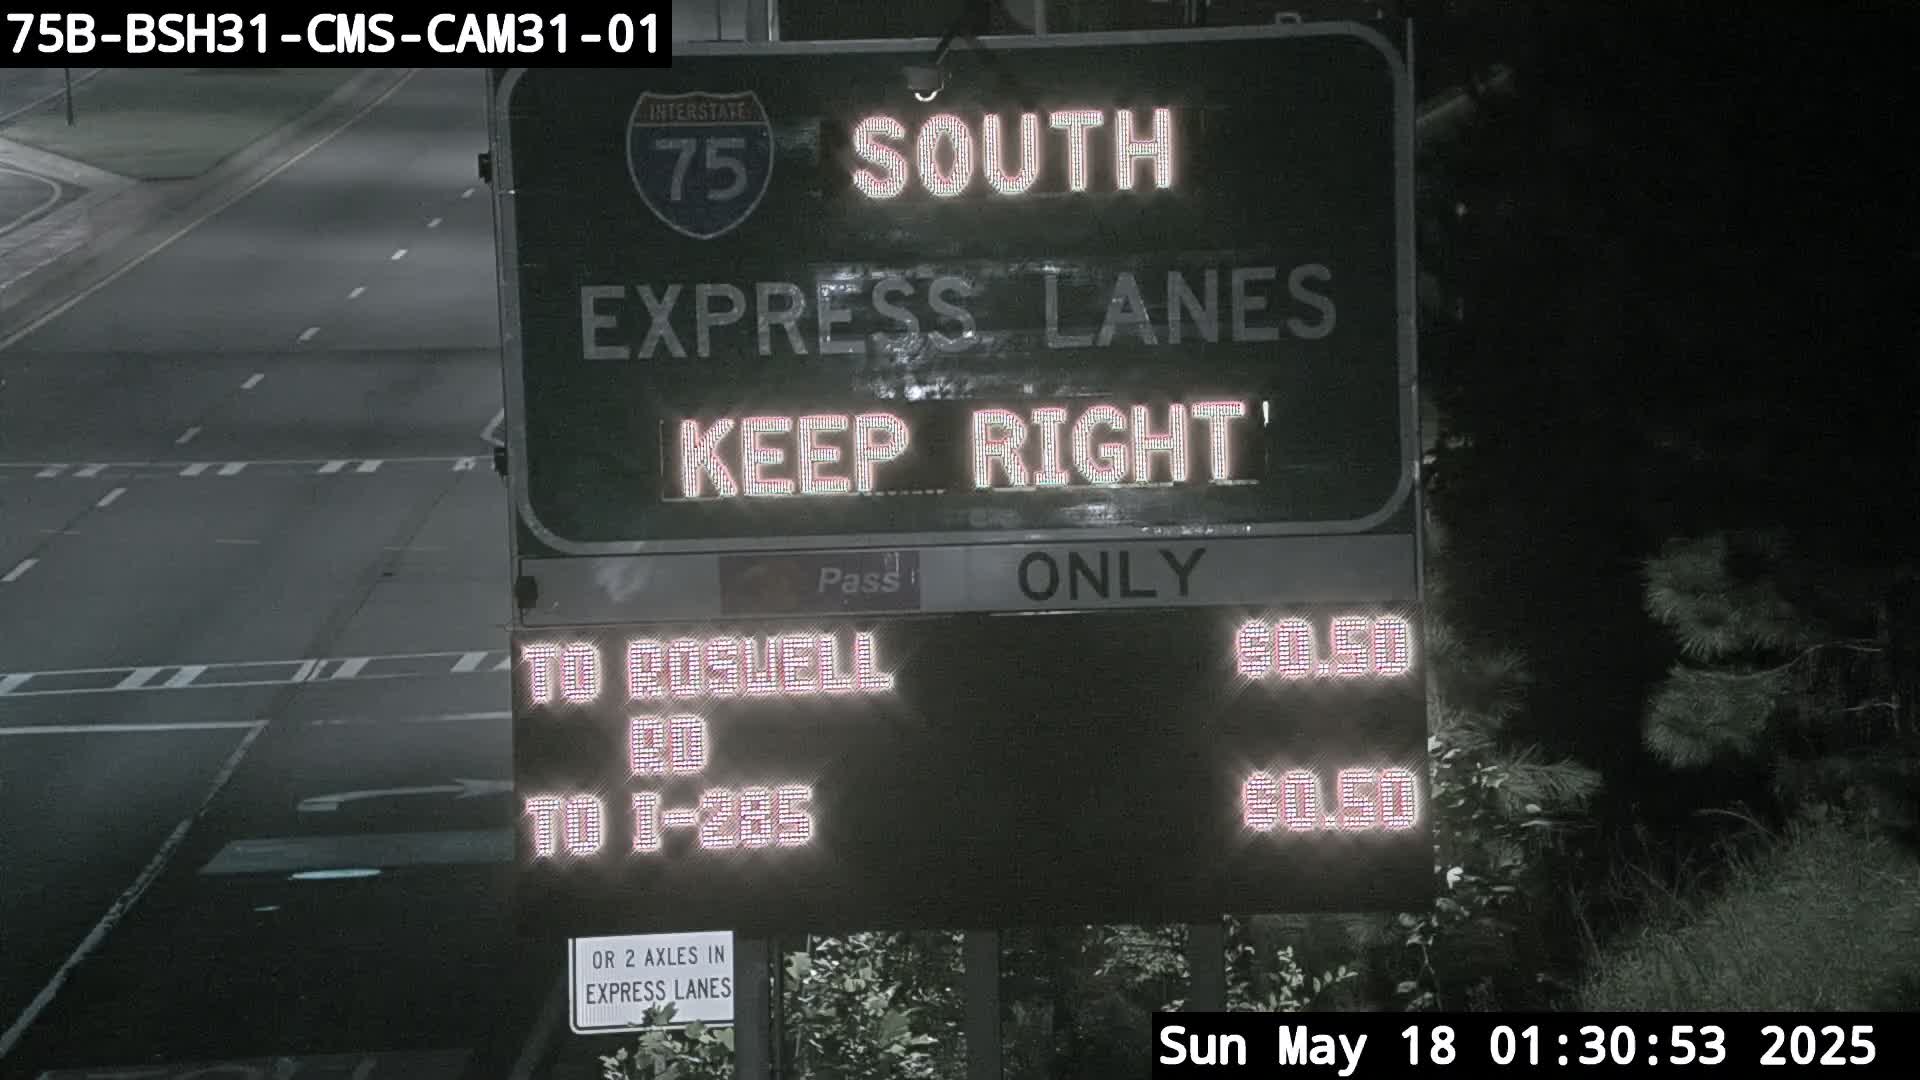 75B-BSH31-CMS-CAM31-01
INTERSTATE
75
SOUTH
EXPRESS LANES
KEEP RIGHT
Pass
ONLY
TO ROSWELL $0.50
RD
TO I-285 $0.50
OR 2 AXLES IN
EXPRESS LANES
Sun May 18 01:30:53 2025